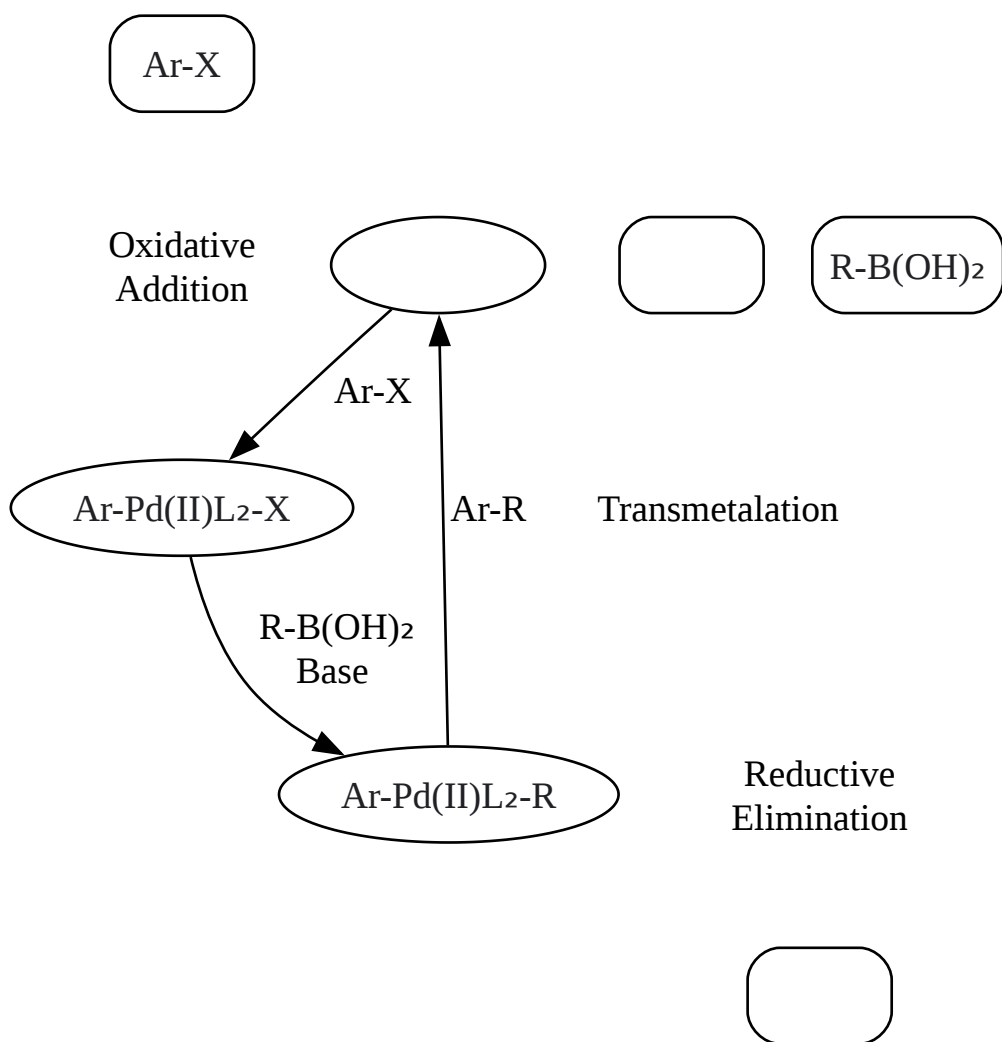 Ar-X
Oxidative
Addition
R-B(OH)₂
Ar-X
Ar-Pd(II)L₂-X
Ar-R
Transmetalation
R-B(OH)₂
Base
Ar-Pd(II)L₂-R
Reductive
Elimination